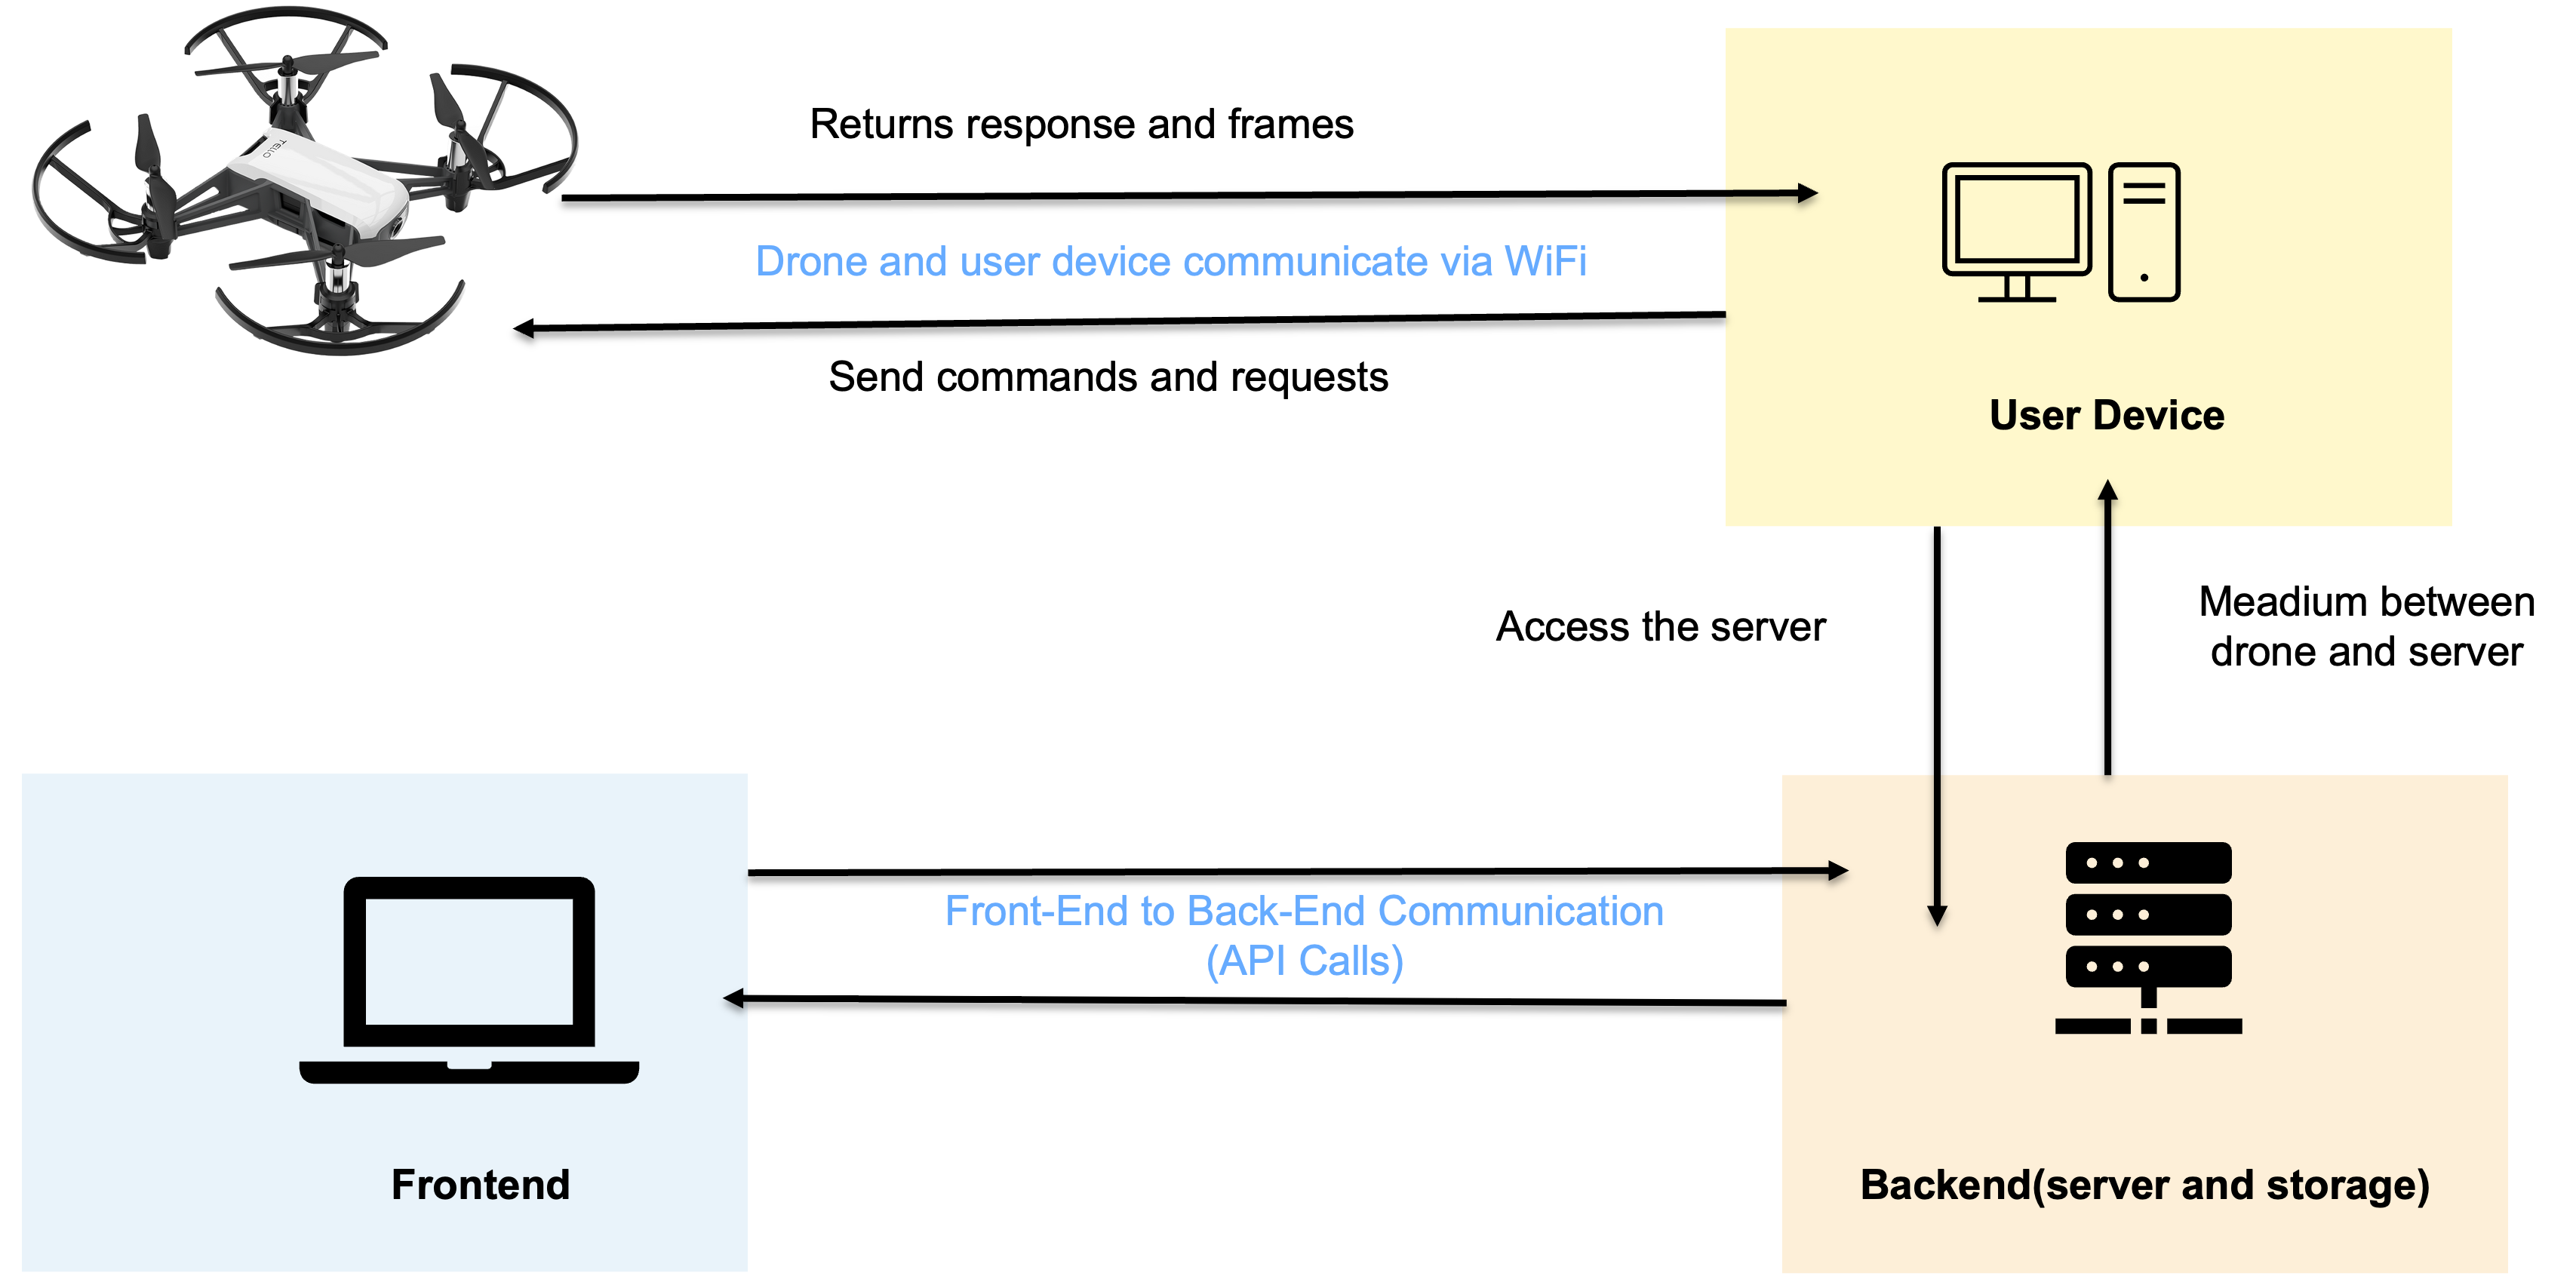 TELLO
Returns response and frames
Drone and user device communicate via WiFi
Send commands and requests
User Device
Access the server
Meadium between
drone and server
Front-End to Back-End Communication
(API Calls)
Frontend
Backend(server and storage)